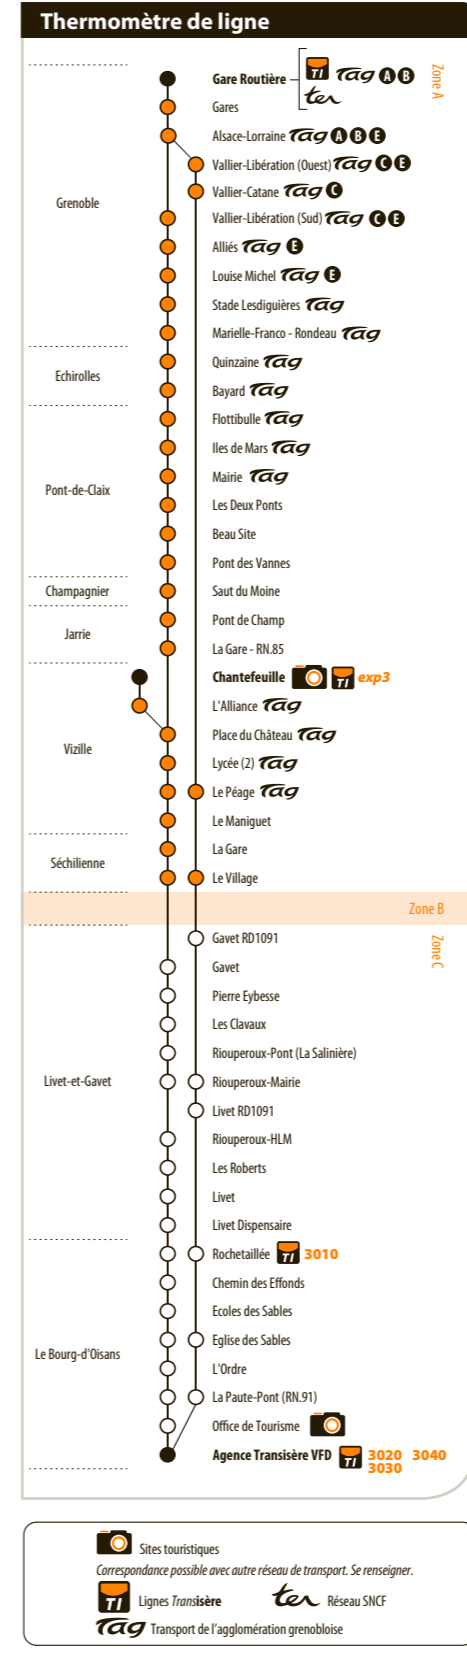 Thermomètre de ligne
Zone A
Gare Routière TI Tag A B
ter
Gares
Alsace-Lorraine Tag A B E
Vallier-Libération (Ouest) Tag C E
Vallier-Catane Tag C
Grenoble
Vallier-Libération (Sud) Tag C E
Alliés Tag E
Louise Michel Tag E
Stade Lesdiguières Tag
Marielle-Franco - Rondeau Tag
Quinzaine Tag
Echirolles
Bayard Tag
Flottibulle Tag
Iles de Mars Tag
Mairie Tag
Pont-de-Claix
Les Deux Ponts
Beau Site
Pont des Vannes
Champagnier
Saut du Moine
Pont de Champ
Jarrie
La Gare - RN.85
Chantefeuille TI exp3
L'Alliance Tag
Place du Château Tag
Vizille
Lycée (2) Tag
Le Péage Tag
Le Maniguet
La Gare
Séchilienne
Le Village
Zone B
Zone C
Gavet RD1091
Gavet
Pierre Eybesse
Les Clavaux
Riouperoux-Pont (La Salinière)
Livet-et-Gavet
Riouperoux-Mairie
Livet RD1091
Riouperoux-HLM
Les Roberts
Livet
Livet Dispensaire
Rochetaillée TI 3010
Chemin des Effonds
Ecoles des Sables
Eglise des Sables
Le Bourg-d'Oisans
L'Ordre
La Paute-Pont (RN.91)
Office de Tourisme
Agence Transisère VFD TI 3020 3040
3030
Sites touristiques
Correspondance possible avec autre réseau de transport. Se renseigner.
TI Lignes Transisère ter Réseau SNCF
Tag Transport de l'agglomération grenobloise